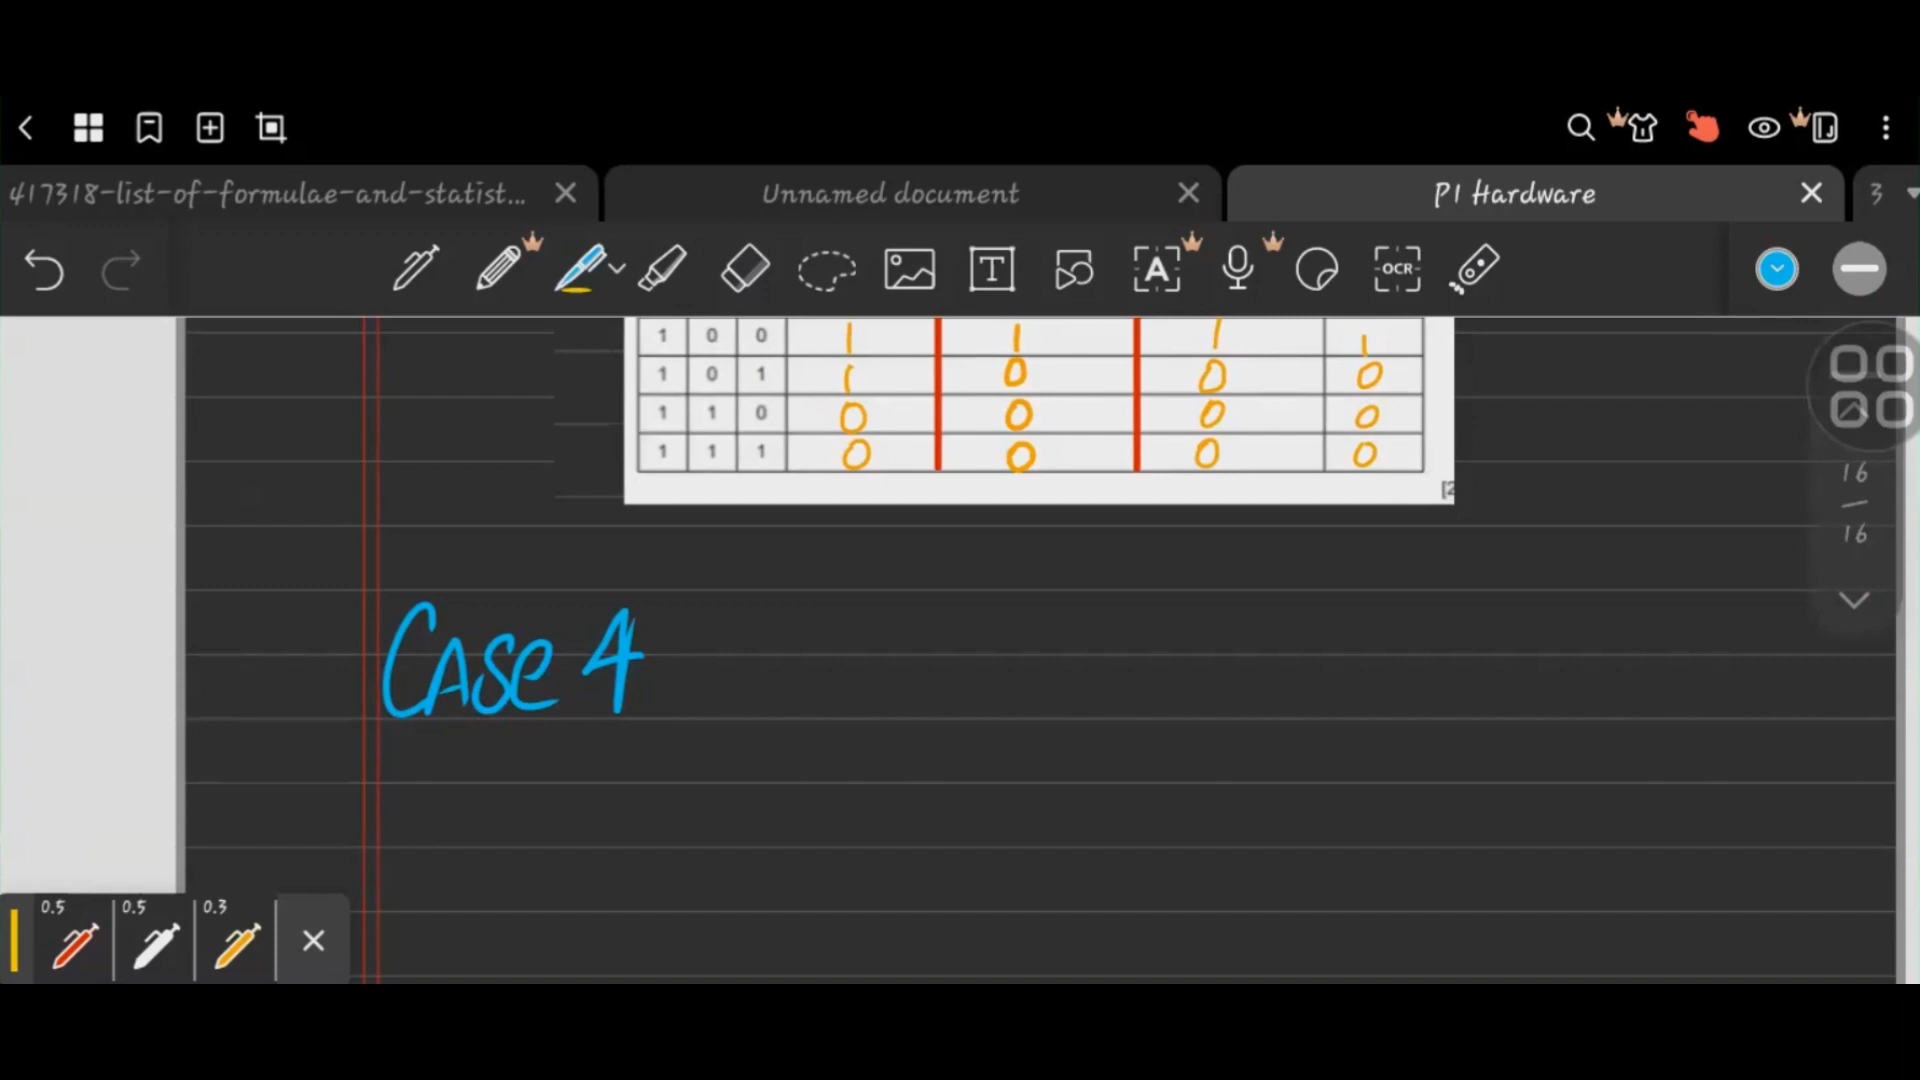 417318-list-of-formulae-and-statist...
Unnamed document
P1 Hardware
3
T
A
OCR
1 0 0 1 1 1 1
1 0 1 1 0 0 0
1 1 0 0 0 0 0
1 1 1 0 0 0 0
[2
16
16
CASe 4
0.5 0.5 0.3